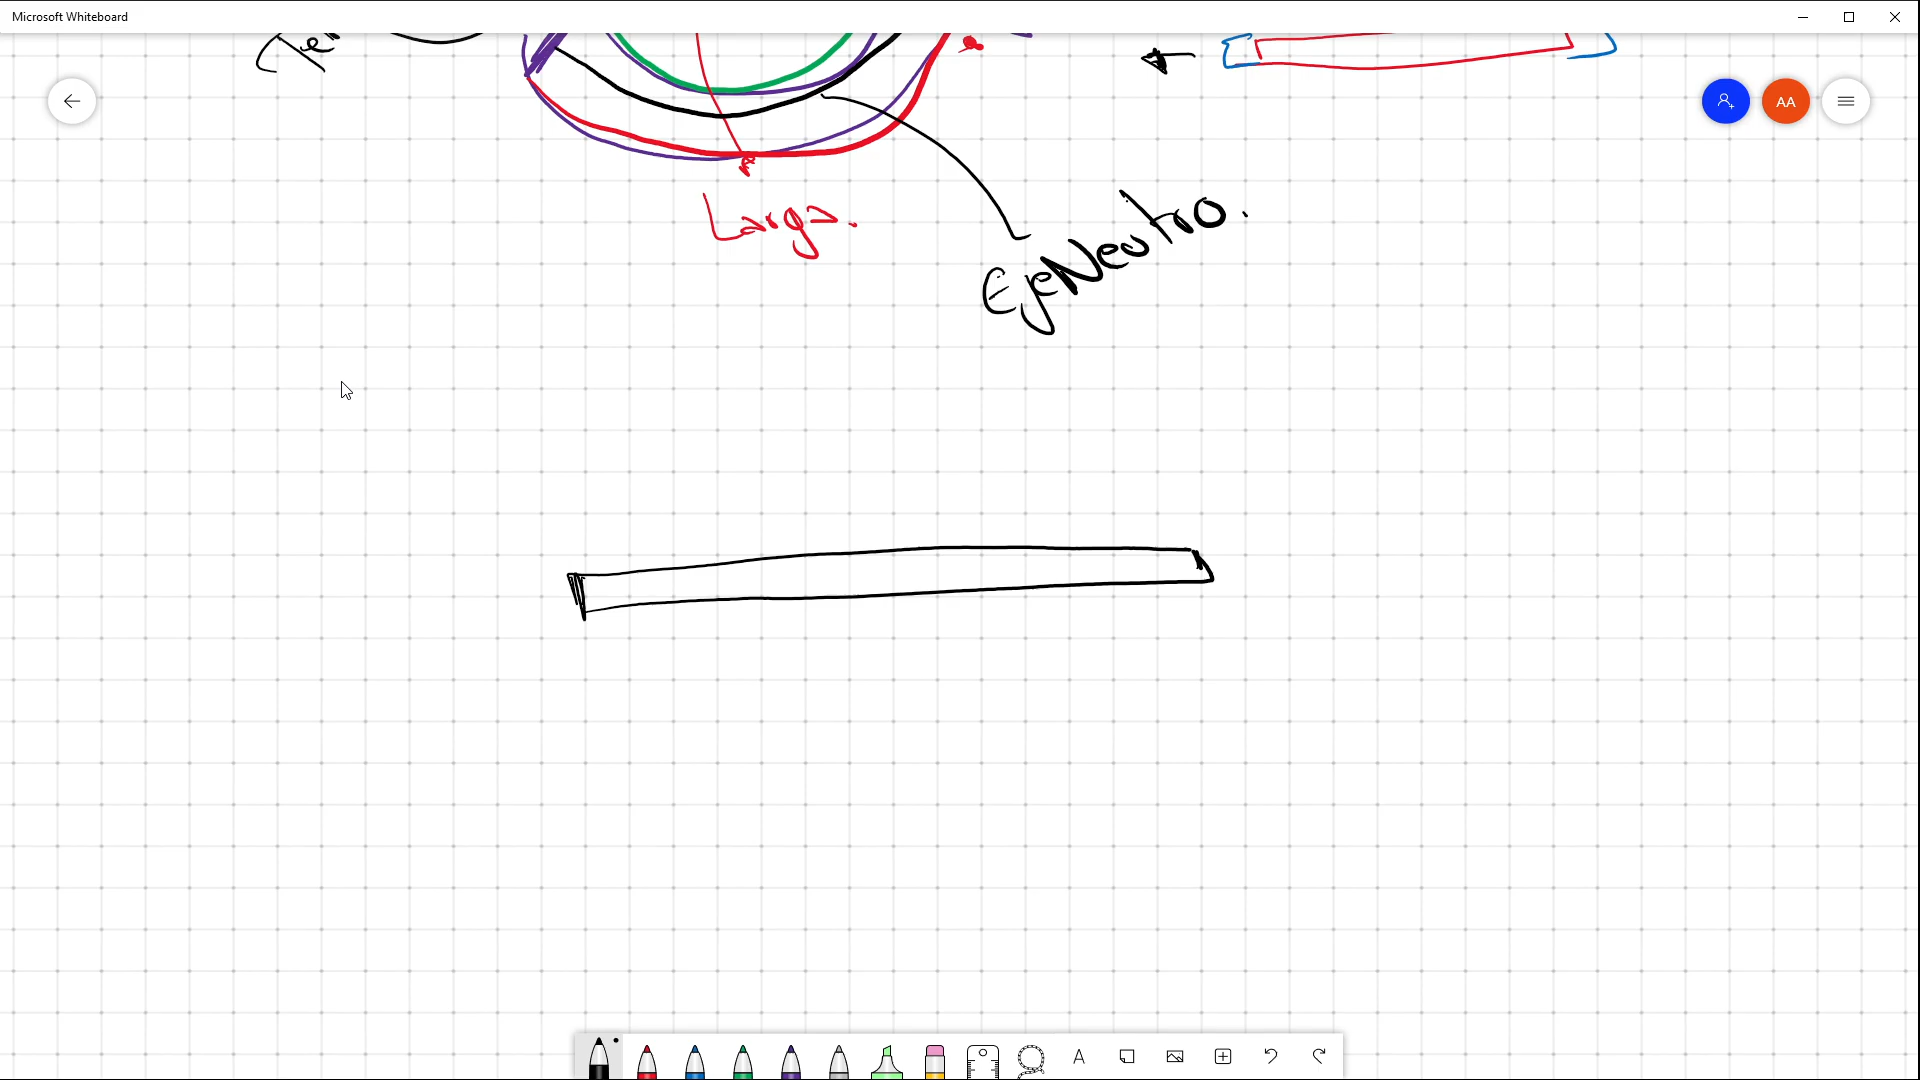 Microsoft Whiteboard
AA
Larga.
EjeNeutro.
A